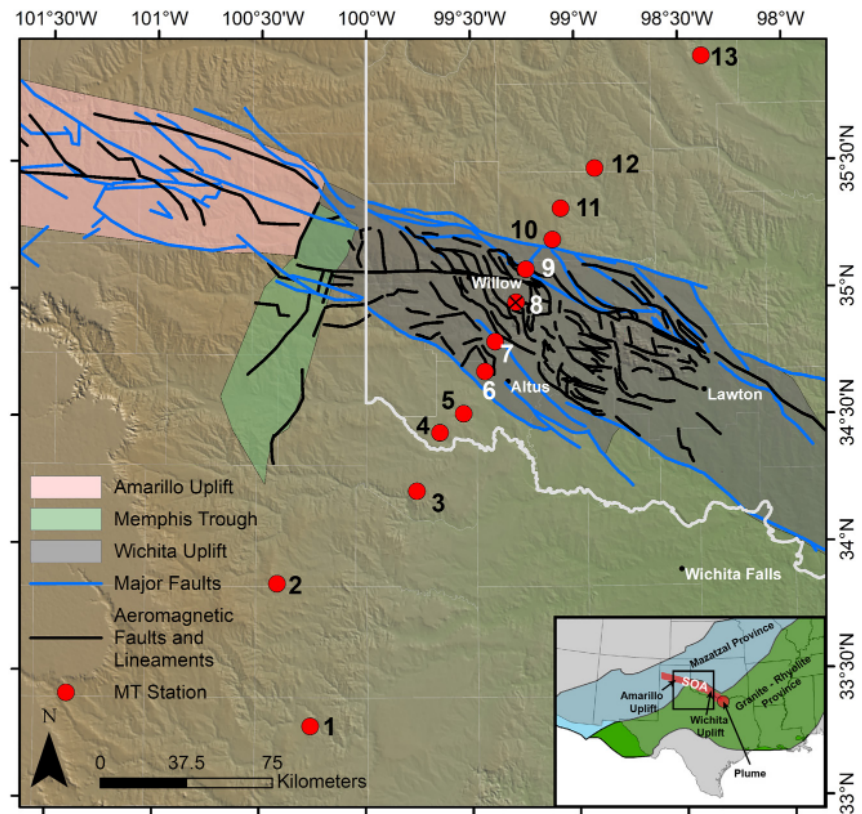 101°30'W 101°W 100°30'W 100°W 99°30'W 99°W 98°30'W 98°W
13
12
35°30'N
11
10
9
35°N
Willow
8
7
6
Altus
Lawton
5
4
34°30'N
3
34°N
2
Wichita Falls
1
33°30'N
33°N
Amarillo Uplift
Memphis Trough
Wichita Uplift
Major Faults
Aeromagnetic
Faults and
Lineaments
MT Station
N
0 37.5 75
Kilometers
Mazatzal Province
SOA
Amarillo
Uplift
Wichita
Uplift
Granite - Rhyolite
Province
Plume